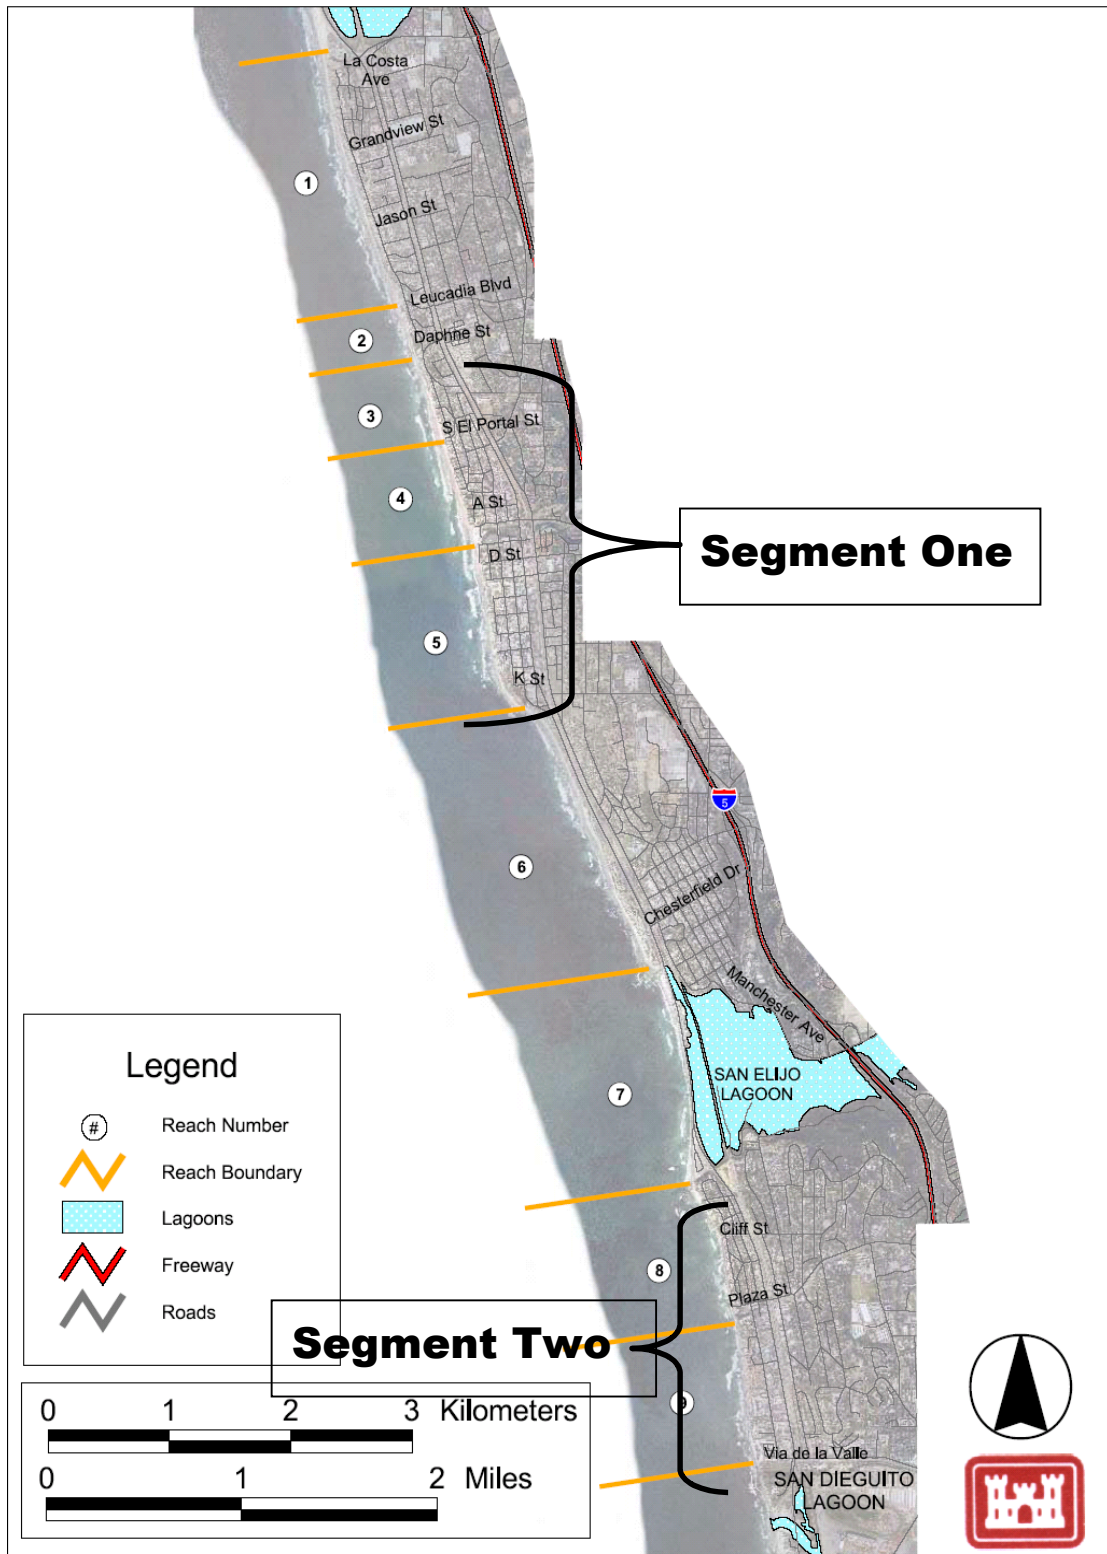 La Costa
Ave
Grandview St
1
Jason St
Leucadia Blvd
2
Daphne St
3
S El Portal St
4
A St
D St
Segment One
5
K St
5
6
Chesterfield Dr
Manchester Ave
SAN ELIJO
LAGOON
7
Cliff St
8
Plaza St
Segment Two
9
Via de la Valle
SAN DIEGUITO
LAGOON
Legend
# Reach Number
Reach Boundary
Lagoons
Freeway
Roads
0 1 2 3 Kilometers
0 1 2 Miles